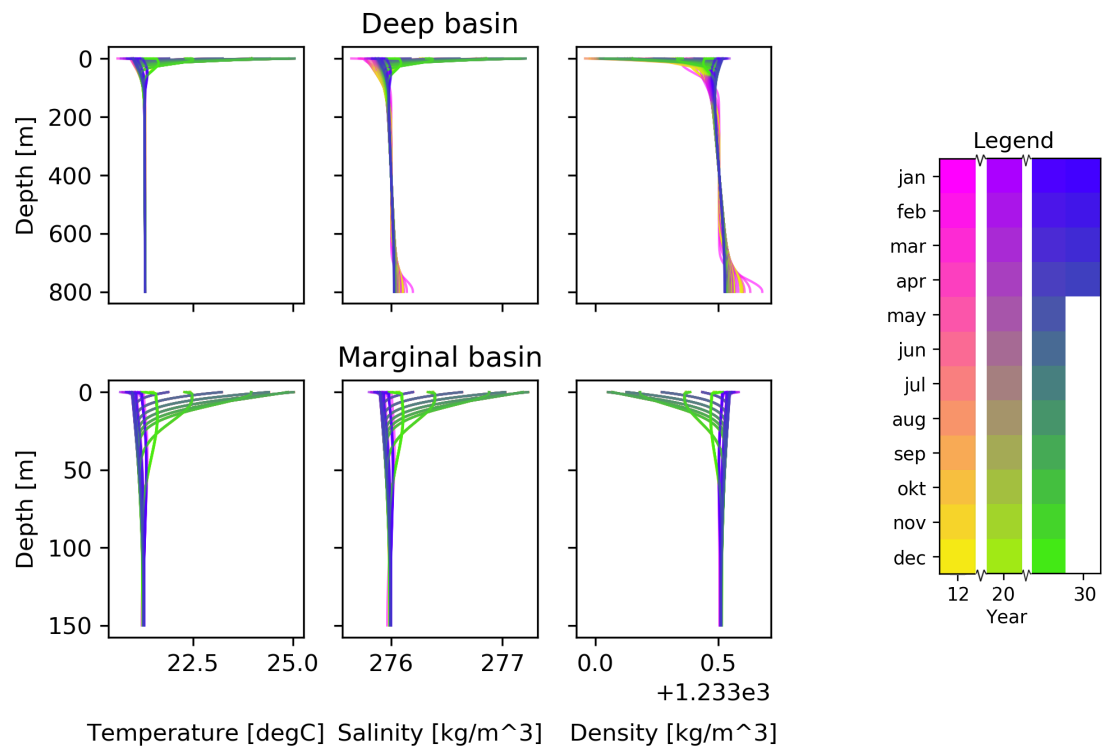 Deep basin
0
200
400
600
800
Depth [m]
Marginal basin
0
50
100
150
Depth [m]
22.5 25.0
276 277
0.0 0.5
+1.233e3
Temperature [degC] Salinity [kg/m^3] Density [kg/m^3]
Legend
jan
feb
mar
apr
may
jun
jul
aug
sep
okt
nov
dec
12 20 30
Year